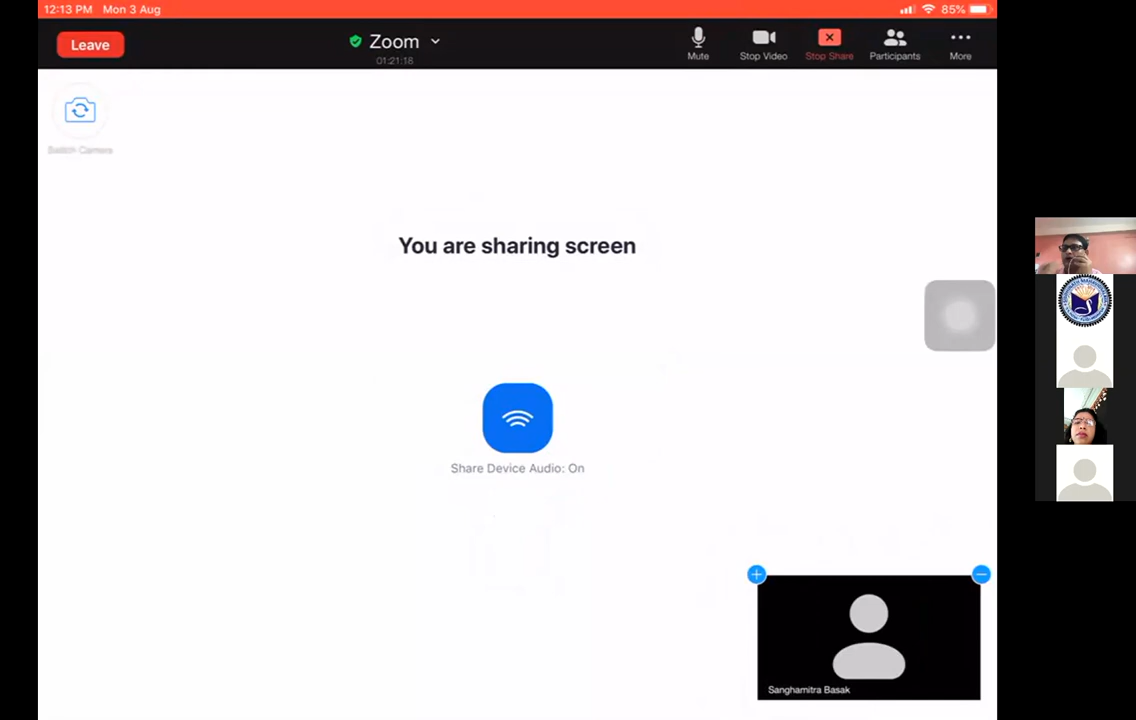 12:13 PM Mon 3 Aug
85%
Leave
Zoom
01:21:18
Mute
Stop Video
Stop Share
Participants
More
Switch Camera
You are sharing screen
Share Device Audio: On
Sanghamitra Basak